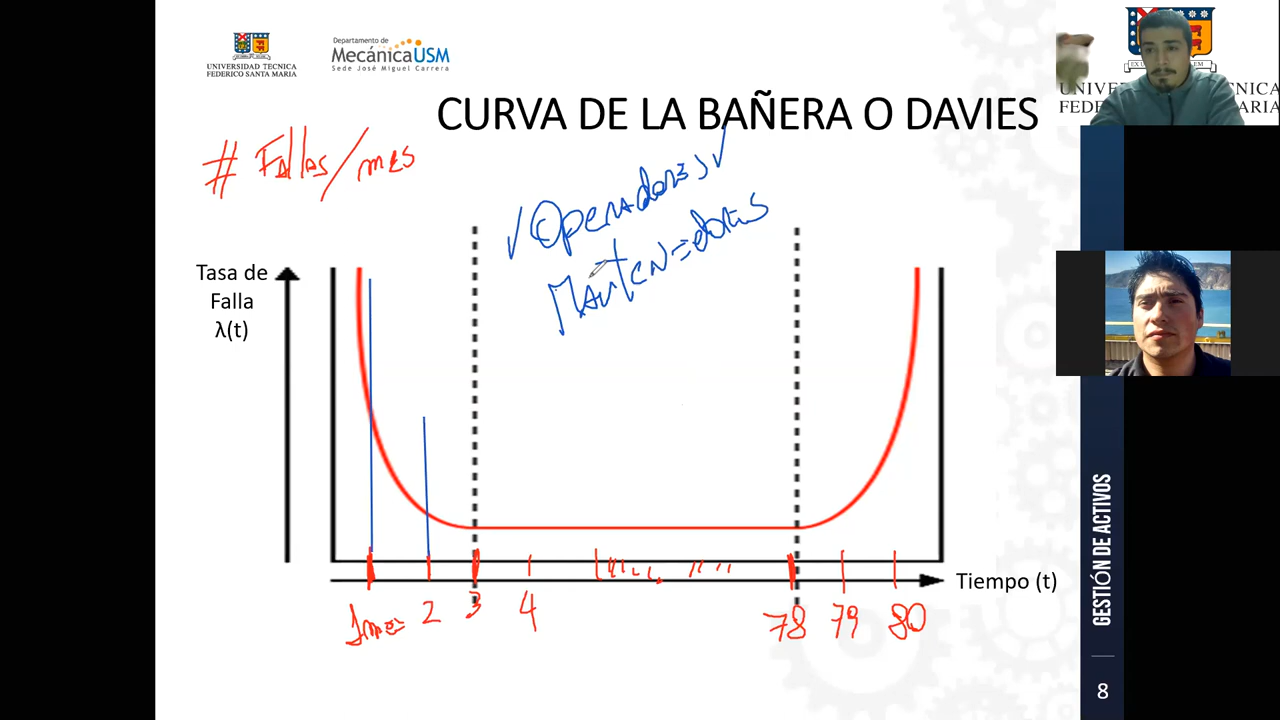 UNIVERSIDAD TECNICA
FEDERICO SANTA MARIA
Departamento de
MecánicaUSM
Sede José Miguel Carrera
CURVA DE LA BAÑERA O DAVIES
# Fallas/mes
✓ Operadores ✓
Mantenedores
Tasa de
Falla
λ(t)
Tiempo (t)
1mes 2 3 4 78 79 80
GESTIÓN DE ACTIVOS
8